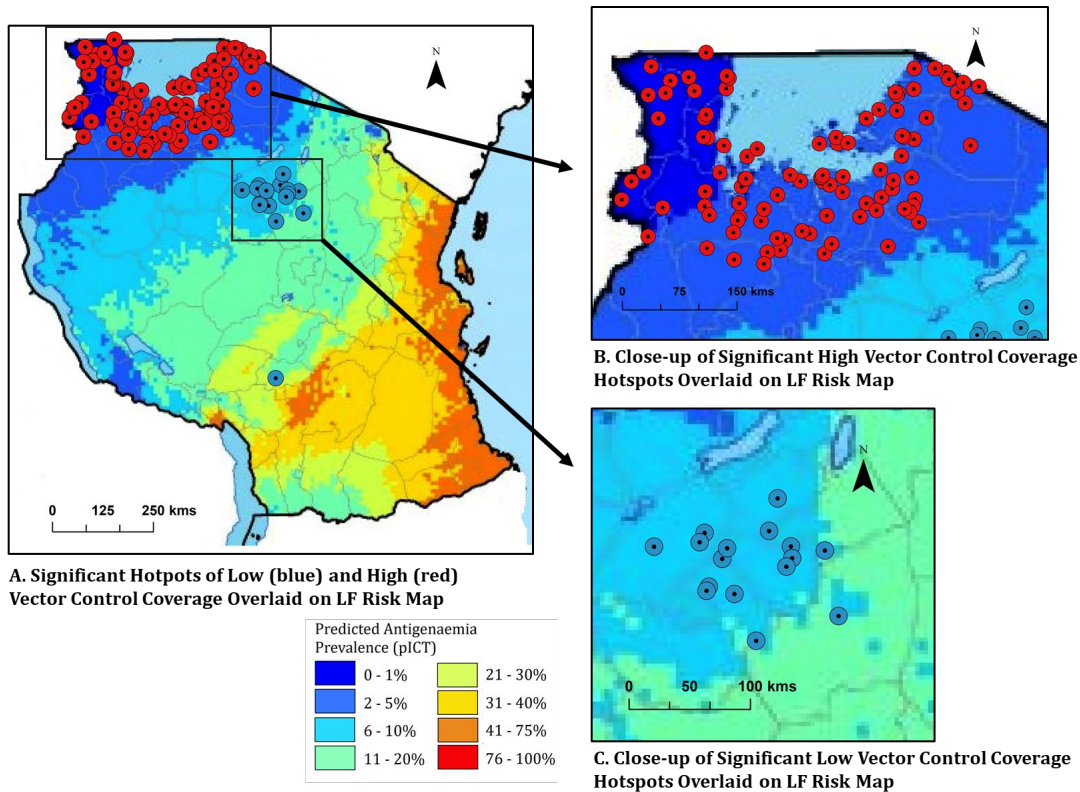 N
0 125 250 kms
A. Significant Hotpots of Low (blue) and High (red)
Vector Control Coverage Overlaid on LF Risk Map
N
0 75 150 kms
B. Close-up of Significant High Vector Control Coverage
Hotspots Overlaid on LF Risk Map
N
0 50 100 kms
C. Close-up of Significant Low Vector Control Coverage
Hotspots Overlaid on LF Risk Map
Predicted Antigenaemia
Prevalence (pICT)
0 - 1%
2 - 5%
6 - 10%
11 - 20%
21 - 30%
31 - 40%
41 - 75%
76 - 100%